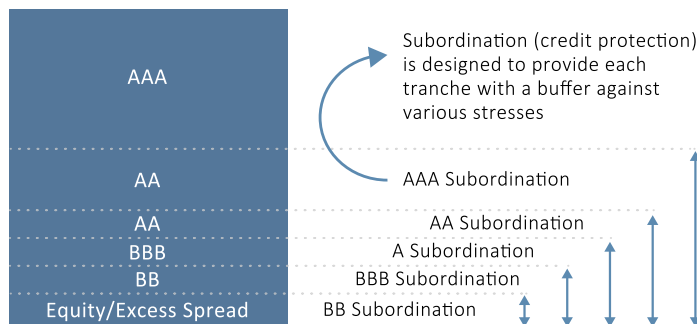 AAA
Subordination (credit protection)
is designed to provide each
tranche with a buffer against
various stresses
AA
AAA Subordination
AA
AA Subordination
BBB
A Subordination
BB
BBB Subordination
Equity/Excess Spread
BB Subordination